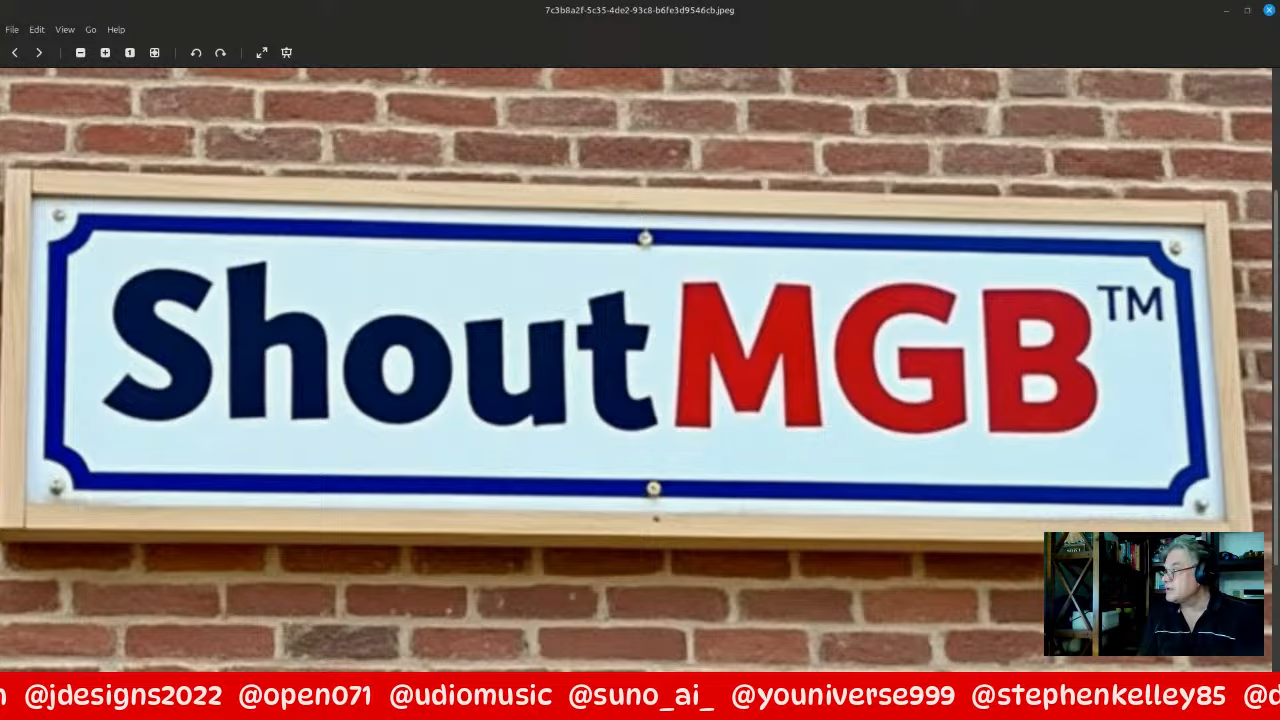 7c3b8a2f-5c35-4de2-93c8-b6fe3d9546cb.jpeg
File Edit View Go Help
ShoutMGB™
@jdesigns2022 @open071 @udiomusic @suno_ai_ @youniverse999 @stephenkelley85